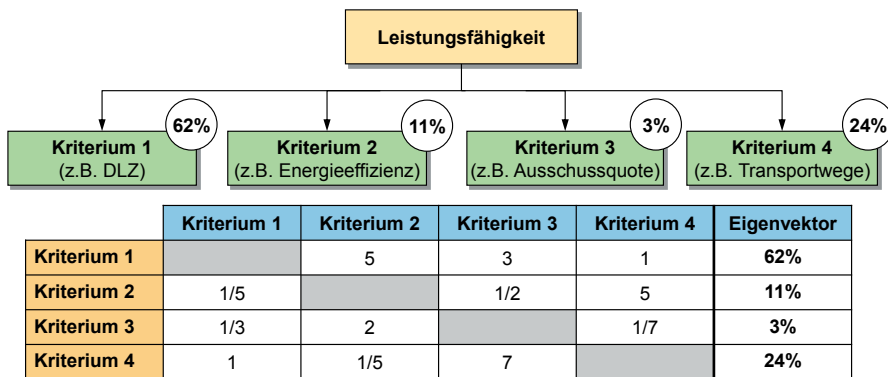 Leistungsfähigkeit
62%
11%
3%
24%
Kriterium 1
(z.B. DLZ)
Kriterium 2
(z.B. Energieeffizienz)
Kriterium 3
(z.B. Ausschussquote)
Kriterium 4
(z.B. Transportwege)
Kriterium 1 Kriterium 2 Kriterium 3 Kriterium 4 Eigenvektor
Kriterium 1 5 3 1 62%
Kriterium 2 1/5 1/2 5 11%
Kriterium 3 1/3 2 1/7 3%
Kriterium 4 1 1/5 7 24%